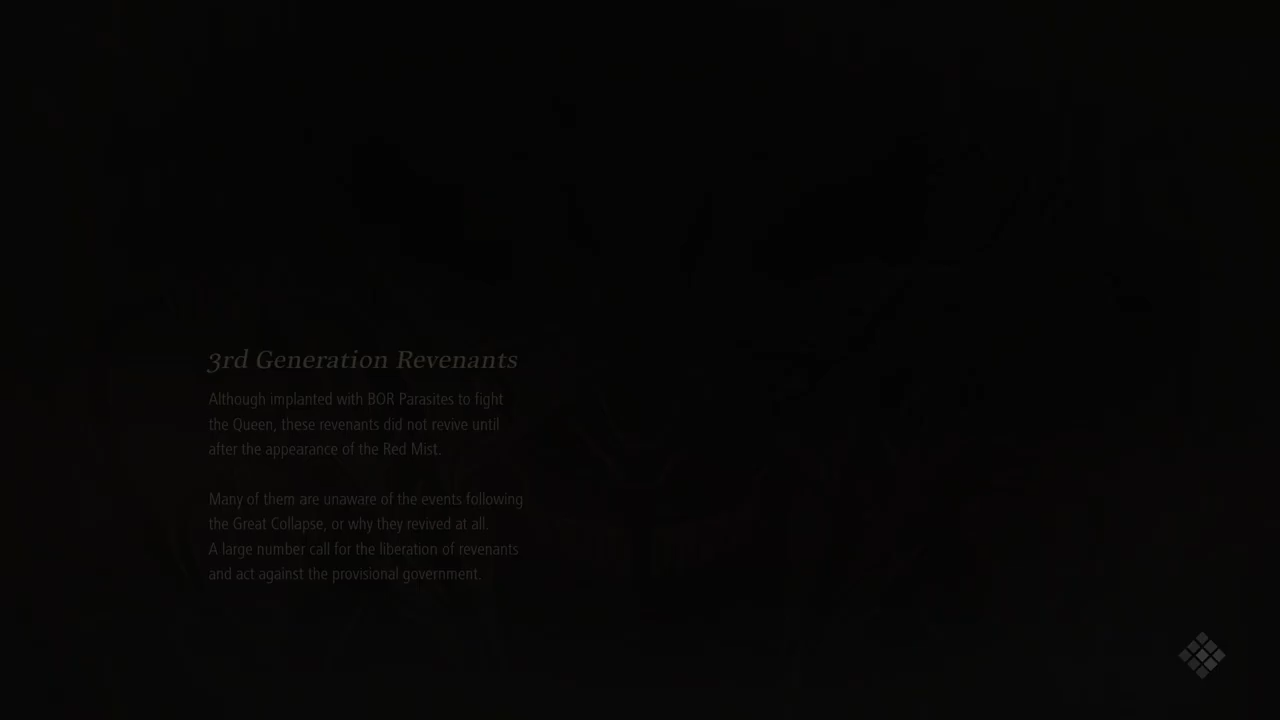 3rd Generation Revenants
Although implanted with BOR Parasites to fight
the Queen, these revenants did not revive until
after the appearance of the Red Mist.
Many of them are unaware of the events following
the Great Collapse, or why they revived at all.
A large number call for the liberation of revenants
and act against the provisional government.